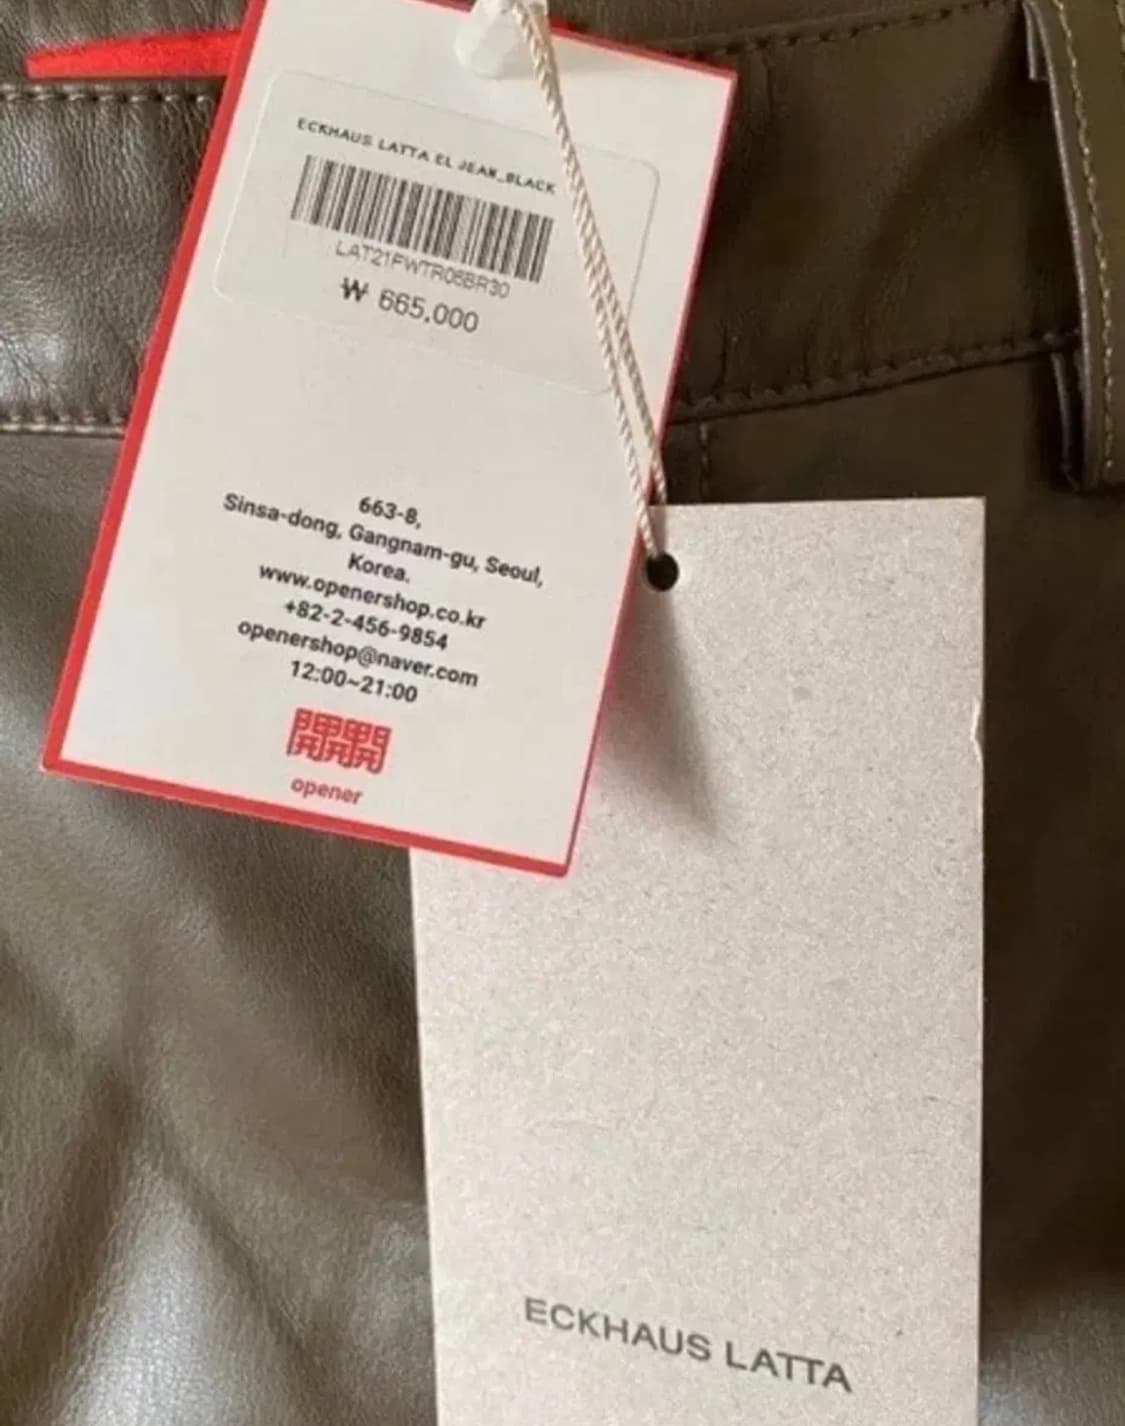 ECKHAUS LATTA EL JEAN_BLACK
LAT21FWTR06BR30
₩ 665,000
663-8,
Sinsa-dong, Gangnam-gu, Seoul,
Korea.
www.openershop.co.kr
+82-2-456-9854
openershop@naver.com
12:00~21:00
開開
opener
ECKHAUS LATTA